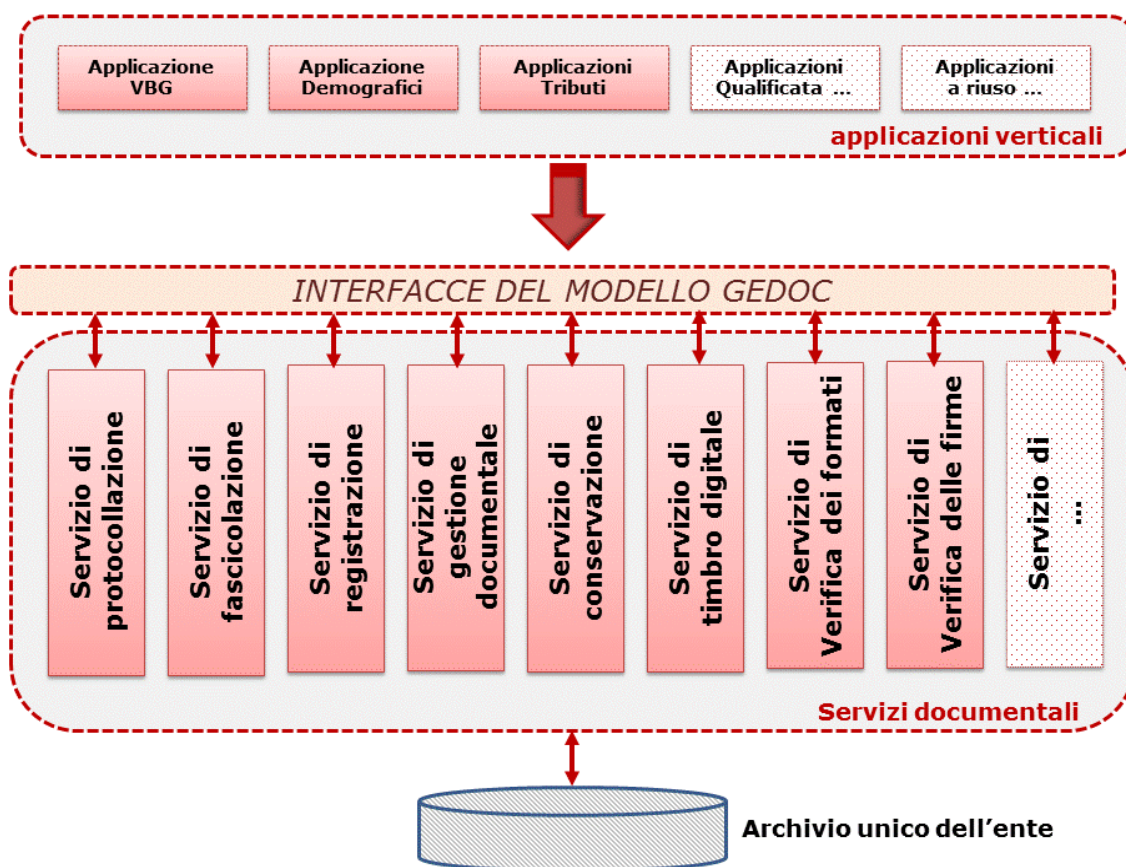 Applicazione
VBG
Applicazione
Demografici
Applicazioni
Tributi
Applicazioni
Qualificata ...
Applicazioni
a riuso ...
applicazioni verticali
INTERFACCE DEL MODELLO GEDOC
Servizio di
protocollazione
Servizio di
fascicolazione
Servizio di
registrazione
Servizio di
gestione
documentale
Servizio di
conservazione
Servizio di
timbro digitale
Servizio di
Verifica dei formati
Servizio di
Verifica delle firme
Servizio di
...
Servizi documentali
Archivio unico dell'ente